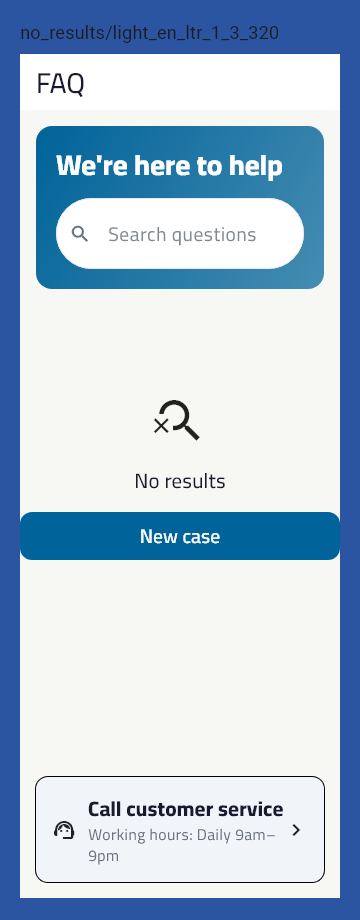 no_results/light_en_ltr_1_3_320
FAQ
We're here to help
Search questions
No results
New case
Call customer service
Working hours: Daily 9am–
9pm